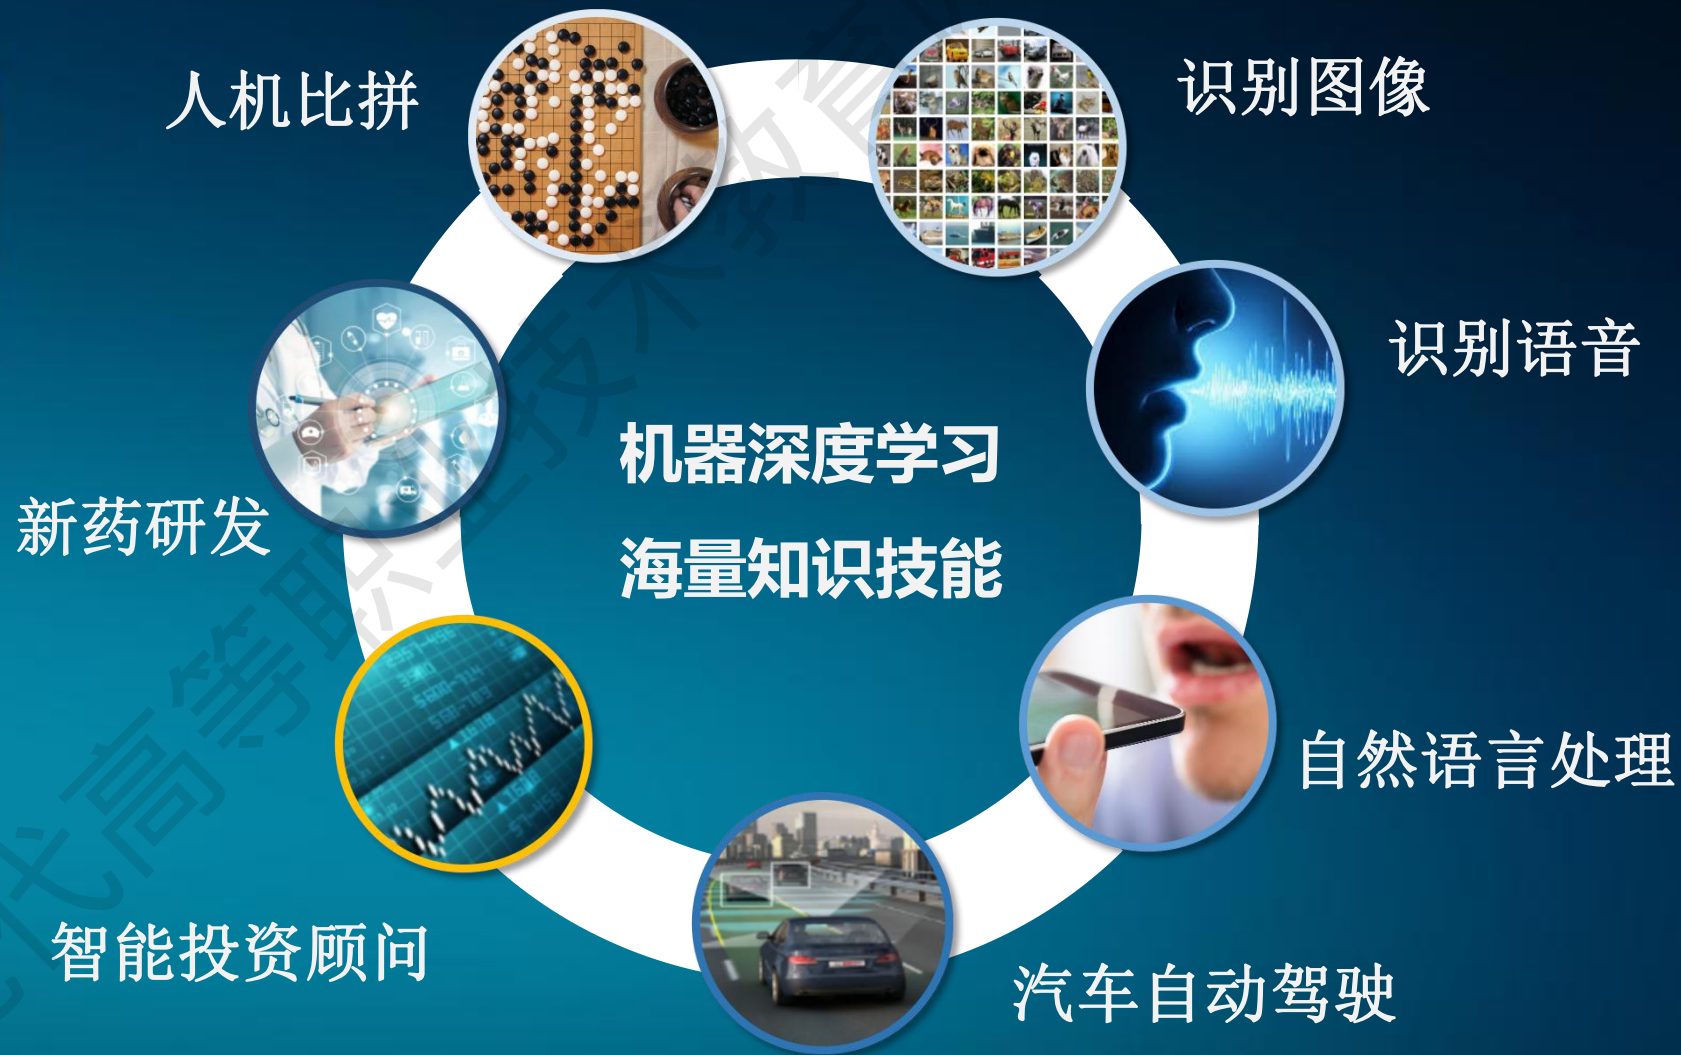 人机比拼
识别图像
识别语音
机器深度学习
海量知识技能
新药研发
自然语言处理
智能投资顾问
汽车自动驾驶